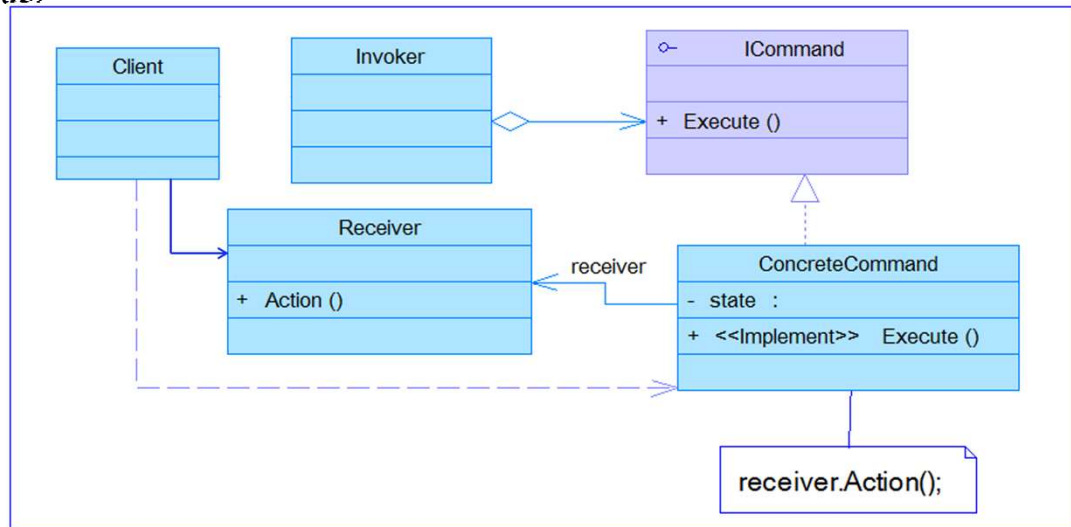 Client
Invoker
ICommand
+ Execute ()
Receiver
+ Action ()
receiver
ConcreteCommand
- state :
+ <<Implement>> Execute ()
receiver.Action();